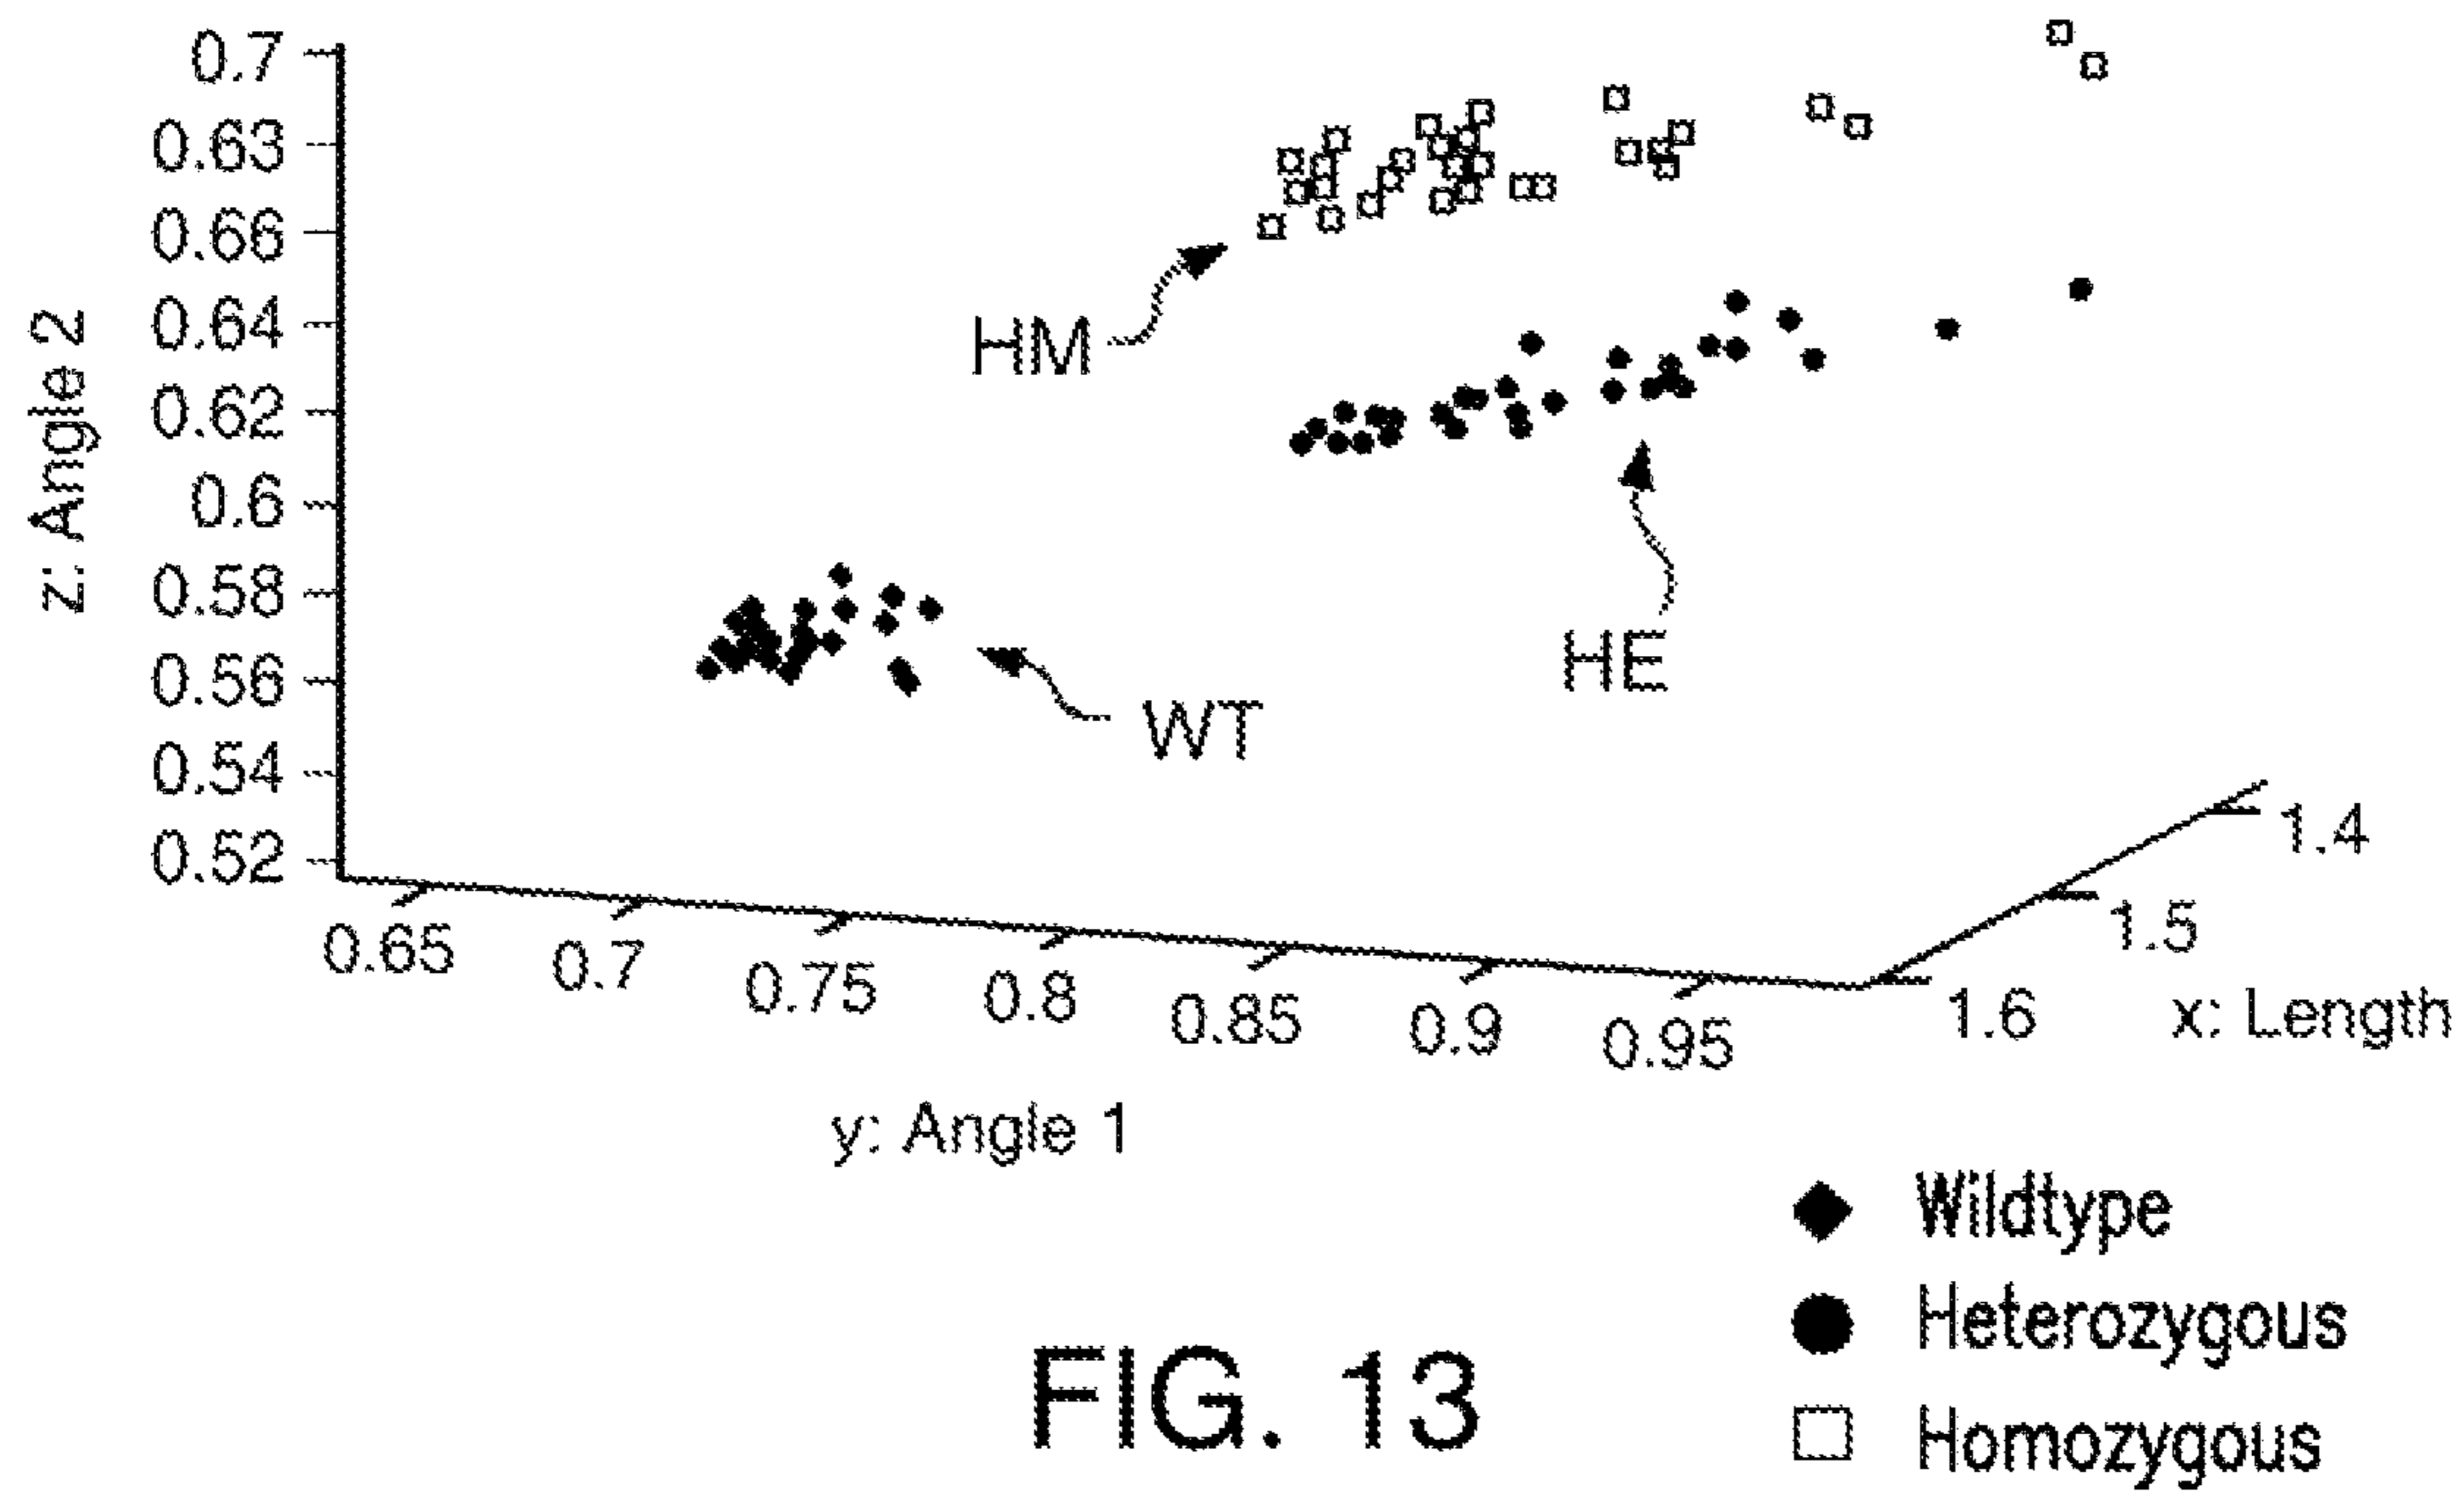 0.7
0.63
0.66
0.64
0.62
0.6
0.58
0.56
0.54
0.52
z: Angle 2
HM
HE
WT
0.65
0.7
0.75
0.8
0.85
0.9
0.95
1.6
1.5
1.4
x: Length
y: Angle 1
Wildtype
Heterozygous
Homozygous
FIG. 13